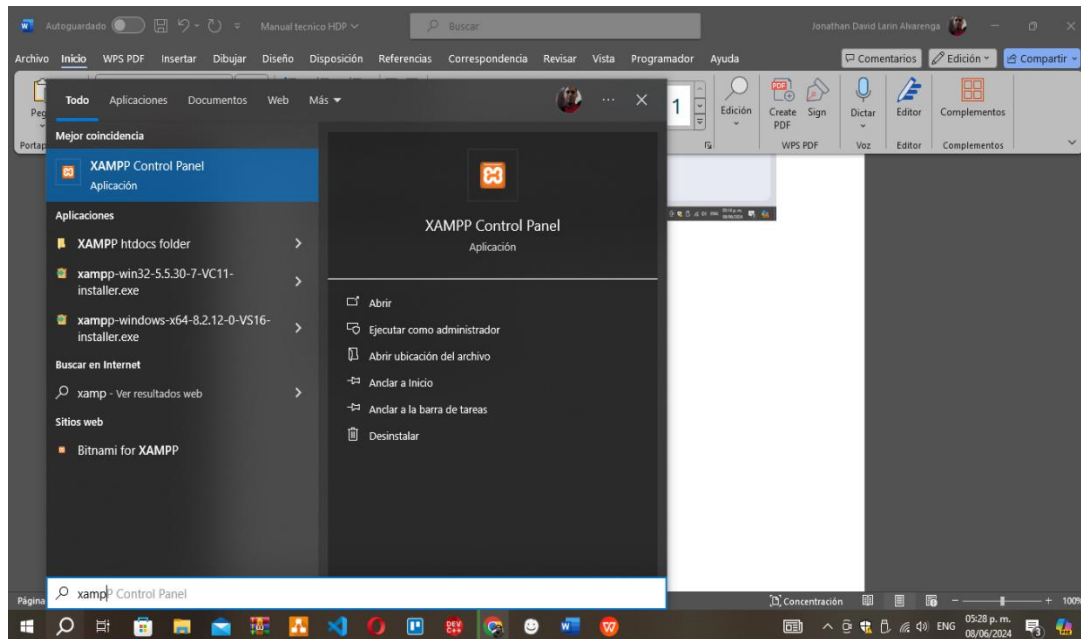 Autoguardado
Manual tecnico HDP
Buscar
Jonathan David Larin Alvarenga
Archivo Inicio WPS PDF Insertar Dibujar Diseño Disposición Referencias Correspondencia Revisar Vista Programador Ayuda
Comentarios Edición Compartir
Todo Aplicaciones Documentos Web Más
Mejor coincidencia
XAMPP Control Panel
Aplicación
Aplicaciones
XAMPP htdocs folder
xampp-win32-5.5.30-7-VC11-
installer.exe
xampp-windows-x64-8.2.12-0-VS16-
installer.exe
Buscar en Internet
xamp - Ver resultados web
Sitios web
Bitnami for XAMPP
XAMPP Control Panel
Aplicación
Abrir
Ejecutar como administrador
Abrir ubicación del archivo
Anclar a Inicio
Anclar a la barra de tareas
Desinstalar
1
Edición
Create
PDF
Sign
Dictar
Editor
Complementos
WPS PDF Voz Editor Complementos
xampP Control Panel
Página
Concentración
100%
ENG
05:28 p. m.
08/06/2024
3